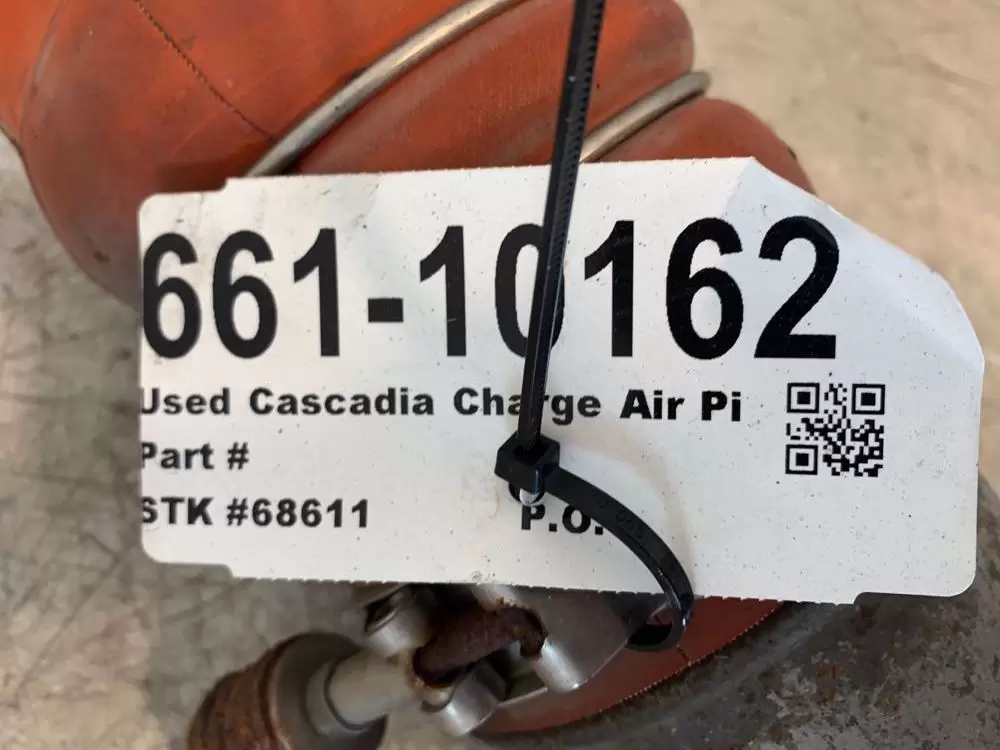 661-10162
Used Cascadia Charge Air Pi
Part #
STK #68611 P.O.